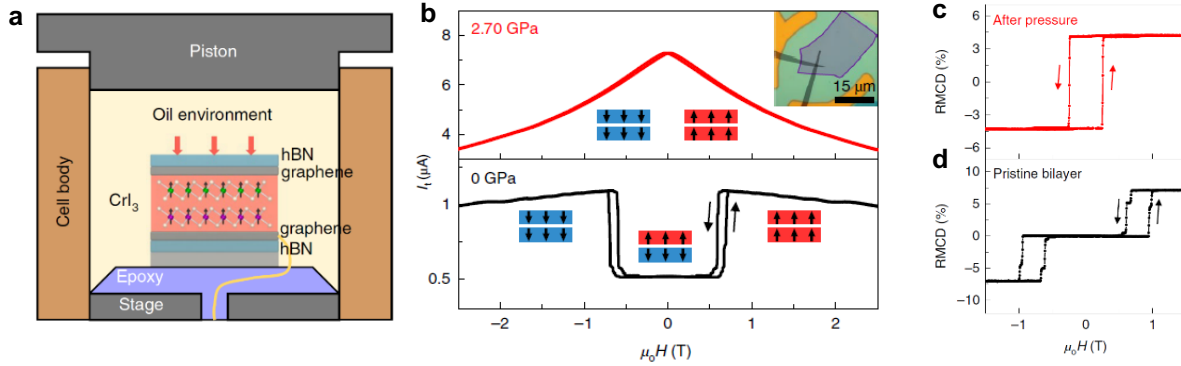 a
Piston
Cell body
Oil environment
hBN
graphene
CrI3
graphene
hBN
Epoxy
Stage
b
2.70 GPa
15 µm
8
6
4
It (µA)
0 GPa
1
0.5
−2
−1
0
1
2
µ0H (T)
c
After pressure
RMCD (%)
6
3
0
−3
−6
d
Pristine bilayer
RMCD (%)
10
5
0
−5
−10
−1
0
1
µ0H (T)